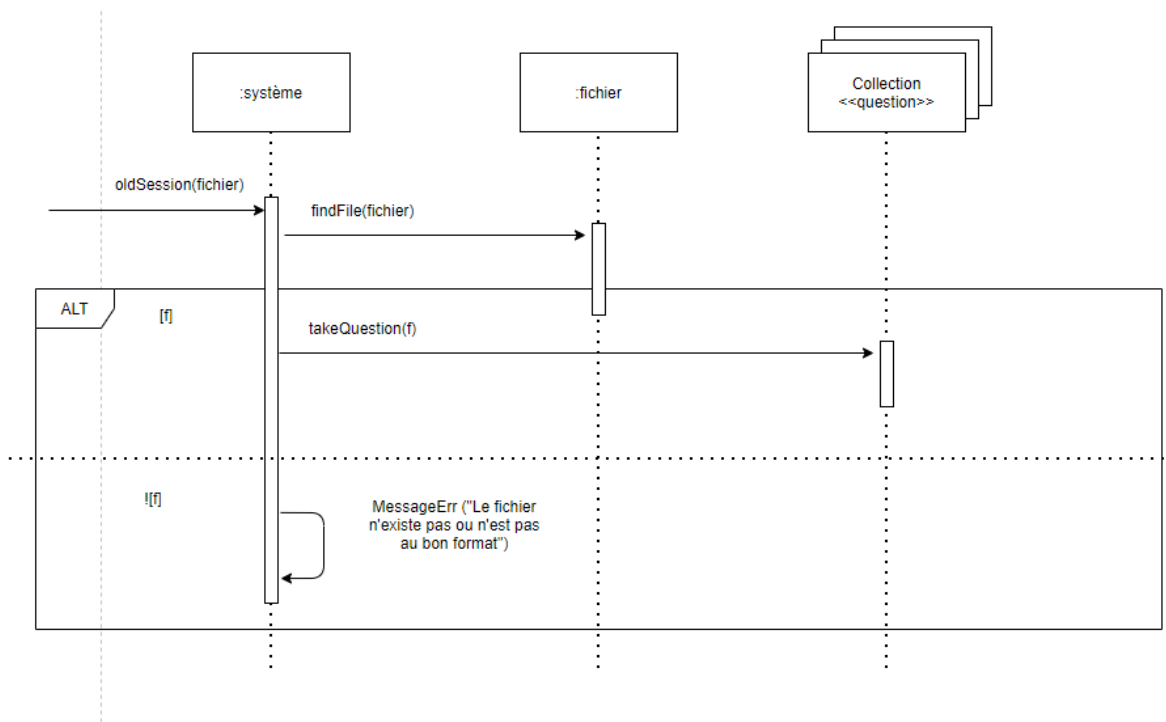 :système
:fichier
Collection
<<question>>
oldSession(fichier)
findFile(fichier)
ALT
[f]
takeQuestion(f)
![f]
MessageErr ("Le fichier
n'existe pas ou n'est pas
au bon format")